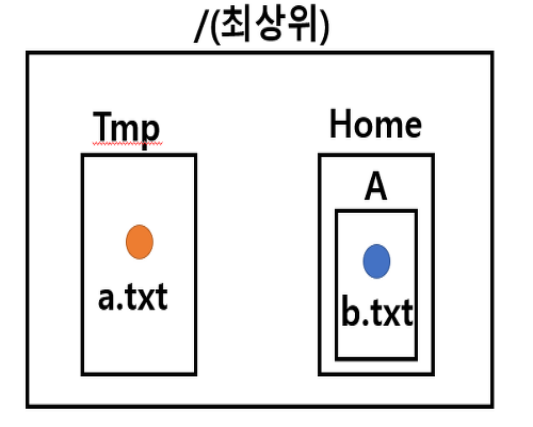 /(최상위)
Tmp
Home
A
a.txt
b.txt